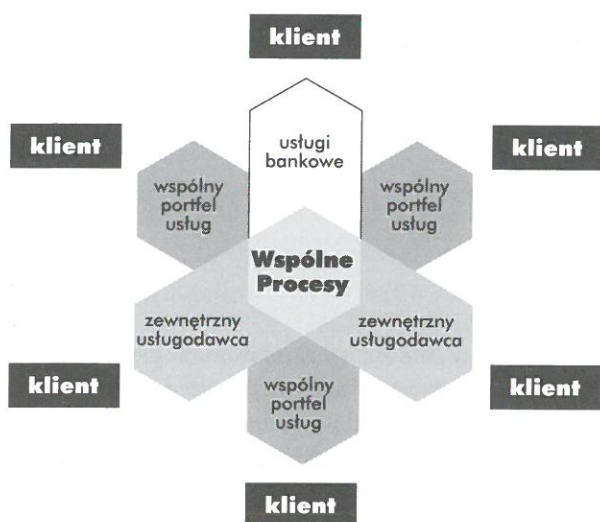 klient
klient
usługi
bankowe
klient
wspólny
portfel
usług
wspólny
portfel
usług
Wspólne
Procesy
zewnętrzny
usługodawca
zewnętrzny
usługodawca
klient
wspólny
portfel
usług
klient
klient